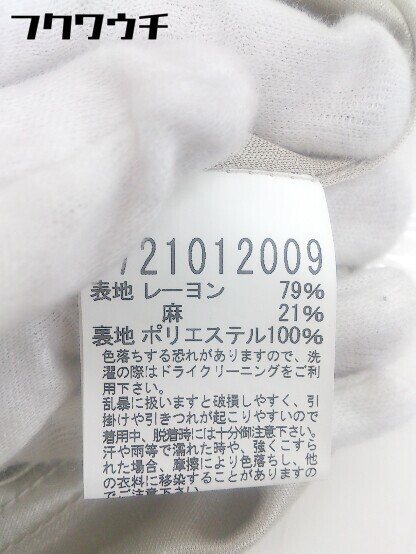 フクワウチ
721012009
表地 レーヨン 79%
麻 21%
裏地 ポリエステル100%
色落ちする恐れがありますので、洗
濯の際はドライクリーニングをご利
用下さい。
乱暴に扱いますと破損しやすく、引
掛けや引きつれが起こりやすいので
着用中、脱着時には十分御注意下さい。
汗や雨等で濡れた時や、強くこすら
れた場合、摩擦により色落ちし、他
の衣料に移染することがありますの
でご注意下さい。